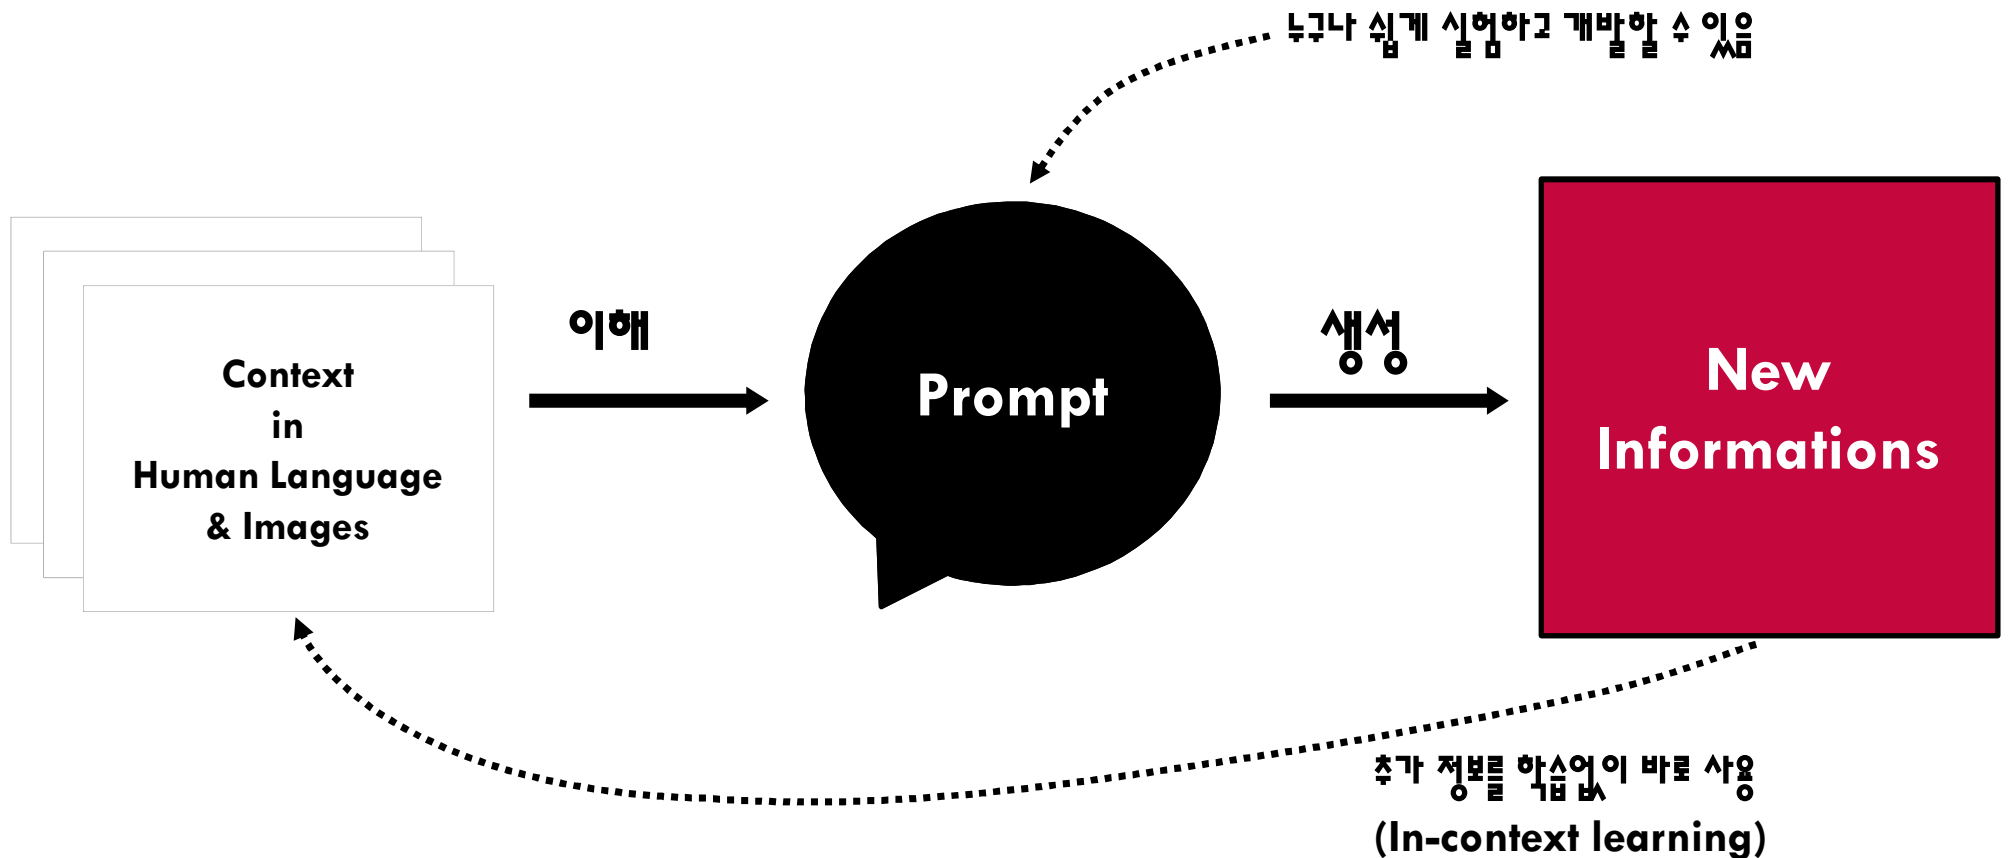 누구나 쉽게 실험하고 개발할 수 있음
Context
in
Human Language
& Images
이해
Prompt
생성
New
Informations
추가 정보를 학습없이 바로 사용
(In-context learning)